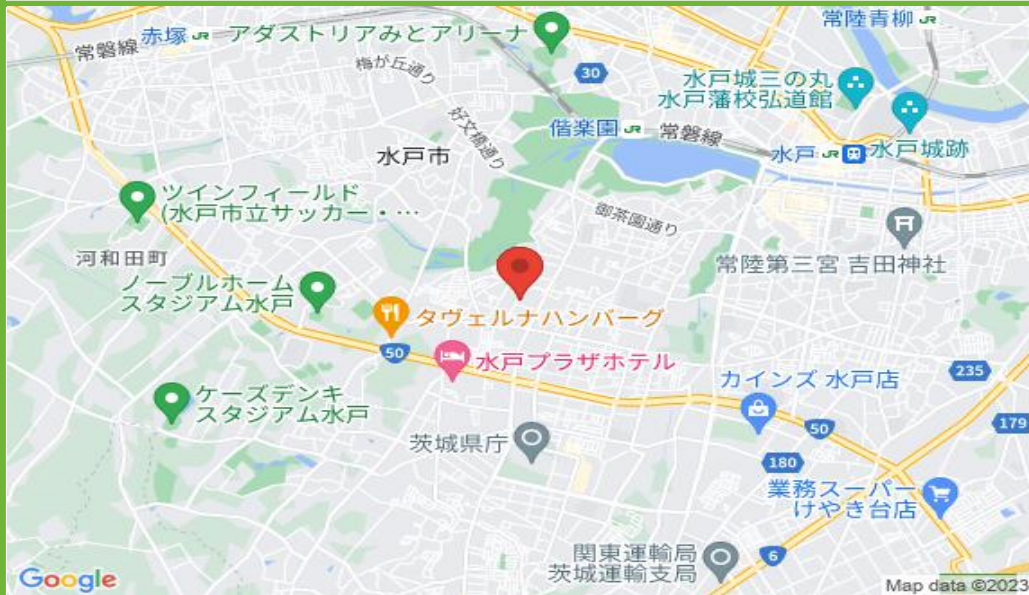 常陸青柳
赤塚 JR
アダストリアみとアリーナ
常磐線
梅が丘通り
30
水戸城三の丸
水戸藩校弘道館
好文橋通り
偕楽園 JR
常磐線
水戸市
水戸 JR
水戸城跡
ツインフィールド
(水戸市立サッカー・…
御茶園通り
河和田町
常陸第三宮 吉田神社
ノーブルホーム
スタジアム水戸
タヴェルナハンバーグ
50
水戸プラザホテル
カインズ 水戸店
235
ケーズデンキ
スタジアム水戸
179
50
茨城県庁
180
業務スーパー
けやき台店
関東運輸局
茨城運輸支局
6
Google
Map data ©2023